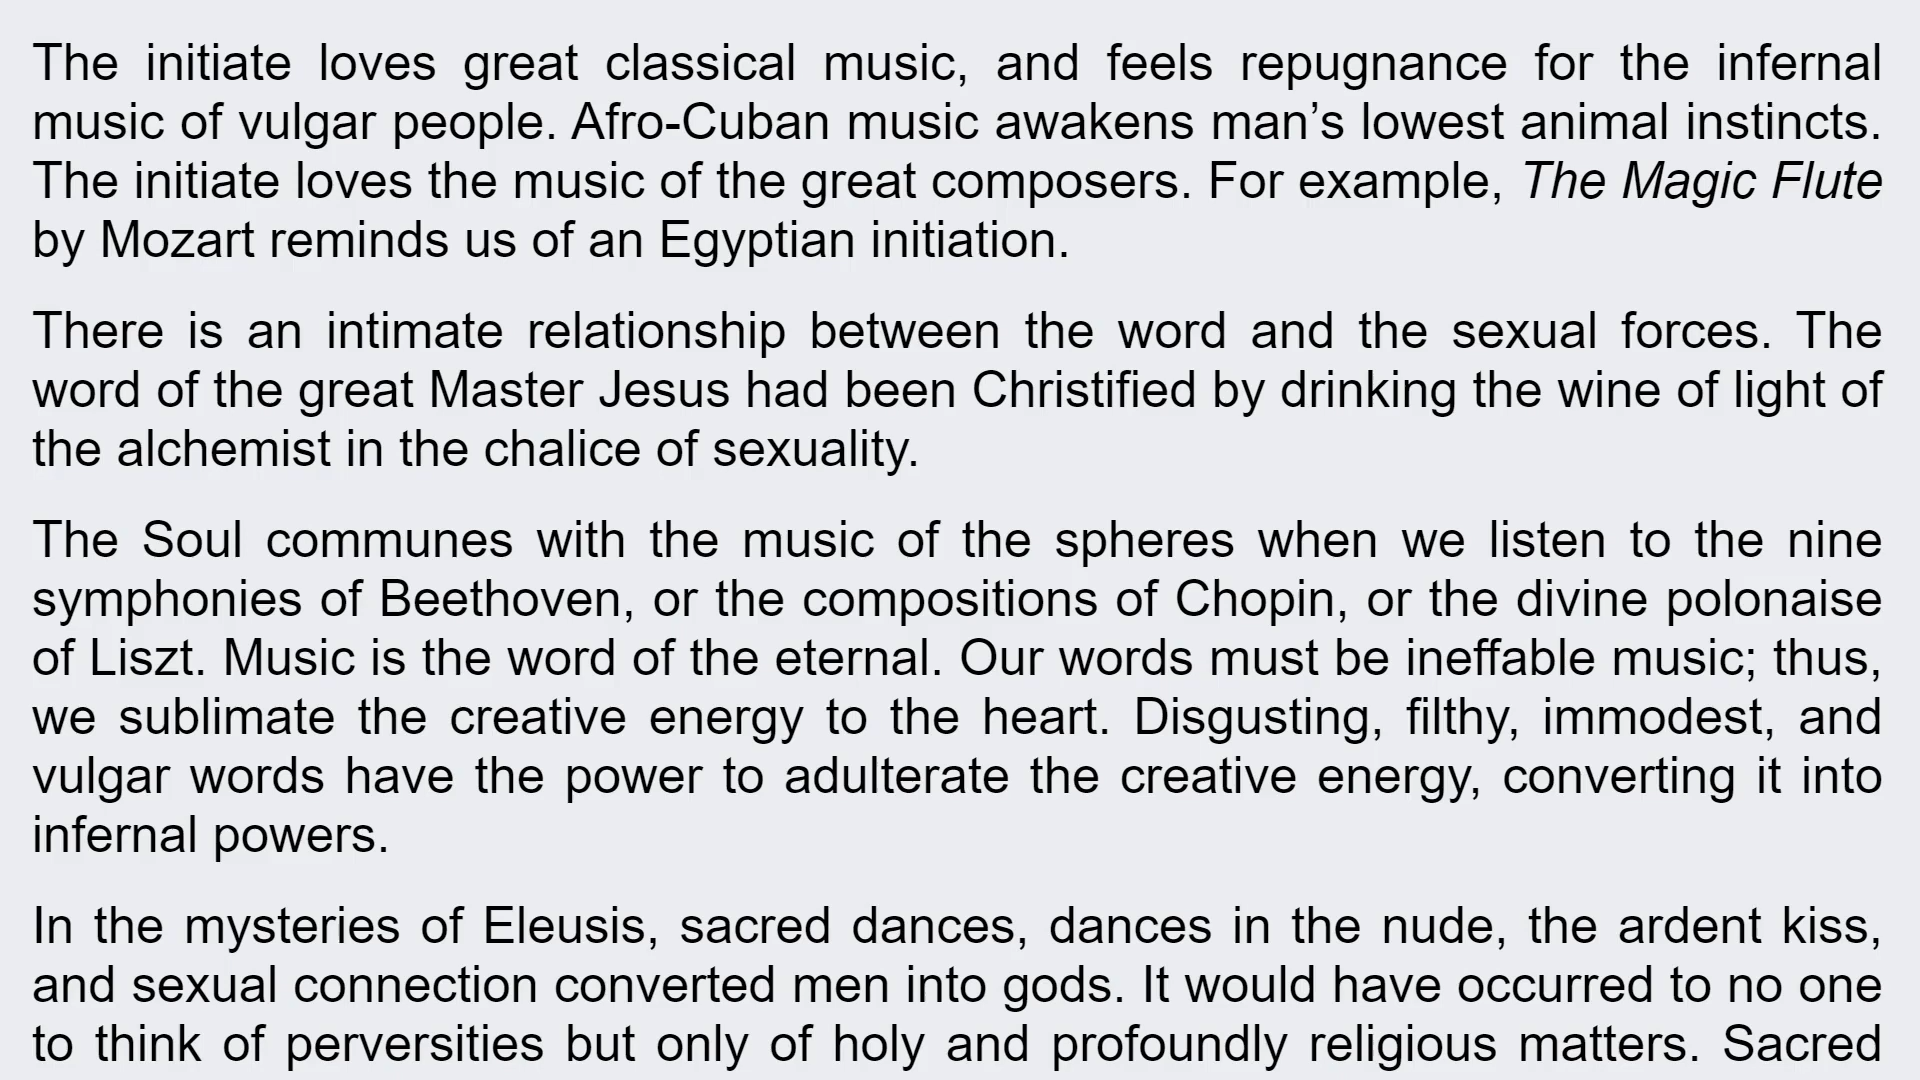 The initiate loves great classical music, and feels repugnance for the infernal
music of vulgar people. Afro-Cuban music awakens man’s lowest animal instincts.
The initiate loves the music of the great composers. For example, The Magic Flute
by Mozart reminds us of an Egyptian initiation.
There is an intimate relationship between the word and the sexual forces. The
word of the great Master Jesus had been Christified by drinking the wine of light of
the alchemist in the chalice of sexuality.
The Soul communes with the music of the spheres when we listen to the nine
symphonies of Beethoven, or the compositions of Chopin, or the divine polonaise
of Liszt. Music is the word of the eternal. Our words must be ineffable music; thus,
we sublimate the creative energy to the heart. Disgusting, filthy, immodest, and
vulgar words have the power to adulterate the creative energy, converting it into
infernal powers.
In the mysteries of Eleusis, sacred dances, dances in the nude, the ardent kiss,
and sexual connection converted men into gods. It would have occurred to no one
to think of perversities but only of holy and profoundly religious matters. Sacred